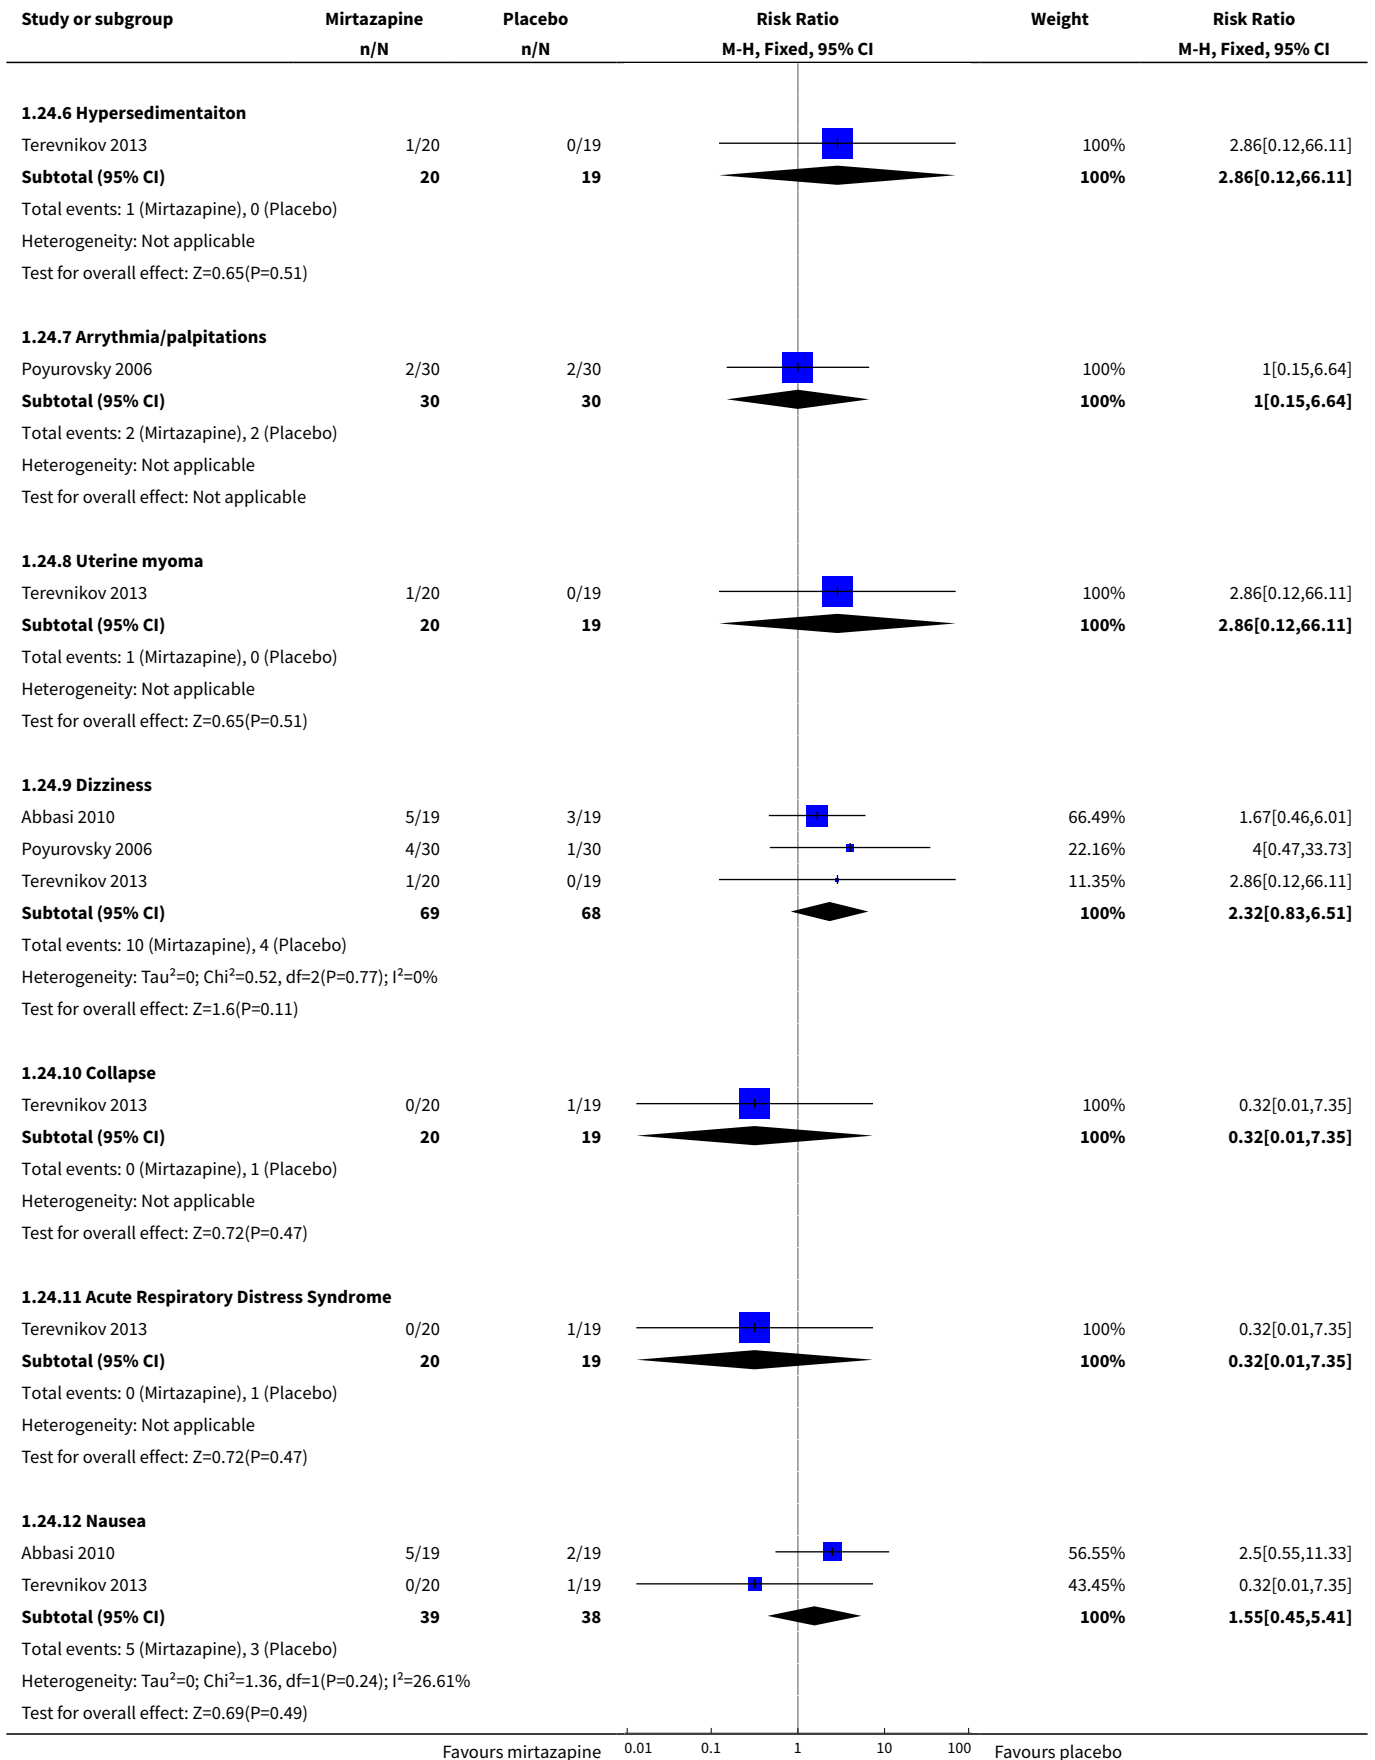 Study or subgroup Mirtazapine Placebo Risk Ratio Weight Risk Ratio
n/N n/N M-H, Fixed, 95% CI M-H, Fixed, 95% CI
1.24.6 Hypersedimentaiton
Terevnikov 2013 1/20 0/19 100% 2.86[0.12,66.11]
Subtotal (95% CI) 20 19 100% 2.86[0.12,66.11]
Total events: 1 (Mirtazapine), 0 (Placebo)
Heterogeneity: Not applicable
Test for overall effect: Z=0.65(P=0.51)
1.24.7 Arrythmia/palpitations
Poyurovsky 2006 2/30 2/30 100% 1[0.15,6.64]
Subtotal (95% CI) 30 30 100% 1[0.15,6.64]
Total events: 2 (Mirtazapine), 2 (Placebo)
Heterogeneity: Not applicable
Test for overall effect: Not applicable
1.24.8 Uterine myoma
Terevnikov 2013 1/20 0/19 100% 2.86[0.12,66.11]
Subtotal (95% CI) 20 19 100% 2.86[0.12,66.11]
Total events: 1 (Mirtazapine), 0 (Placebo)
Heterogeneity: Not applicable
Test for overall effect: Z=0.65(P=0.51)
1.24.9 Dizziness
Abbasi 2010 5/19 3/19 66.49% 1.67[0.46,6.01]
Poyurovsky 2006 4/30 1/30 22.16% 4[0.47,33.73]
Terevnikov 2013 1/20 0/19 11.35% 2.86[0.12,66.11]
Subtotal (95% CI) 69 68 100% 2.32[0.83,6.51]
Total events: 10 (Mirtazapine), 4 (Placebo)
Heterogeneity: Tau²=0; Chi²=0.52, df=2(P=0.77); I²=0%
Test for overall effect: Z=1.6(P=0.11)
1.24.10 Collapse
Terevnikov 2013 0/20 1/19 100% 0.32[0.01,7.35]
Subtotal (95% CI) 20 19 100% 0.32[0.01,7.35]
Total events: 0 (Mirtazapine), 1 (Placebo)
Heterogeneity: Not applicable
Test for overall effect: Z=0.72(P=0.47)
1.24.11 Acute Respiratory Distress Syndrome
Terevnikov 2013 0/20 1/19 100% 0.32[0.01,7.35]
Subtotal (95% CI) 20 19 100% 0.32[0.01,7.35]
Total events: 0 (Mirtazapine), 1 (Placebo)
Heterogeneity: Not applicable
Test for overall effect: Z=0.72(P=0.47)
1.24.12 Nausea
Abbasi 2010 5/19 2/19 56.55% 2.5[0.55,11.33]
Terevnikov 2013 0/20 1/19 43.45% 0.32[0.01,7.35]
Subtotal (95% CI) 39 38 100% 1.55[0.45,5.41]
Total events: 5 (Mirtazapine), 3 (Placebo)
Heterogeneity: Tau²=0; Chi²=1.36, df=1(P=0.24); I²=26.61%
Test for overall effect: Z=0.69(P=0.49)
Favours mirtazapine 0.01 0.1 1 10 100 Favours placebo